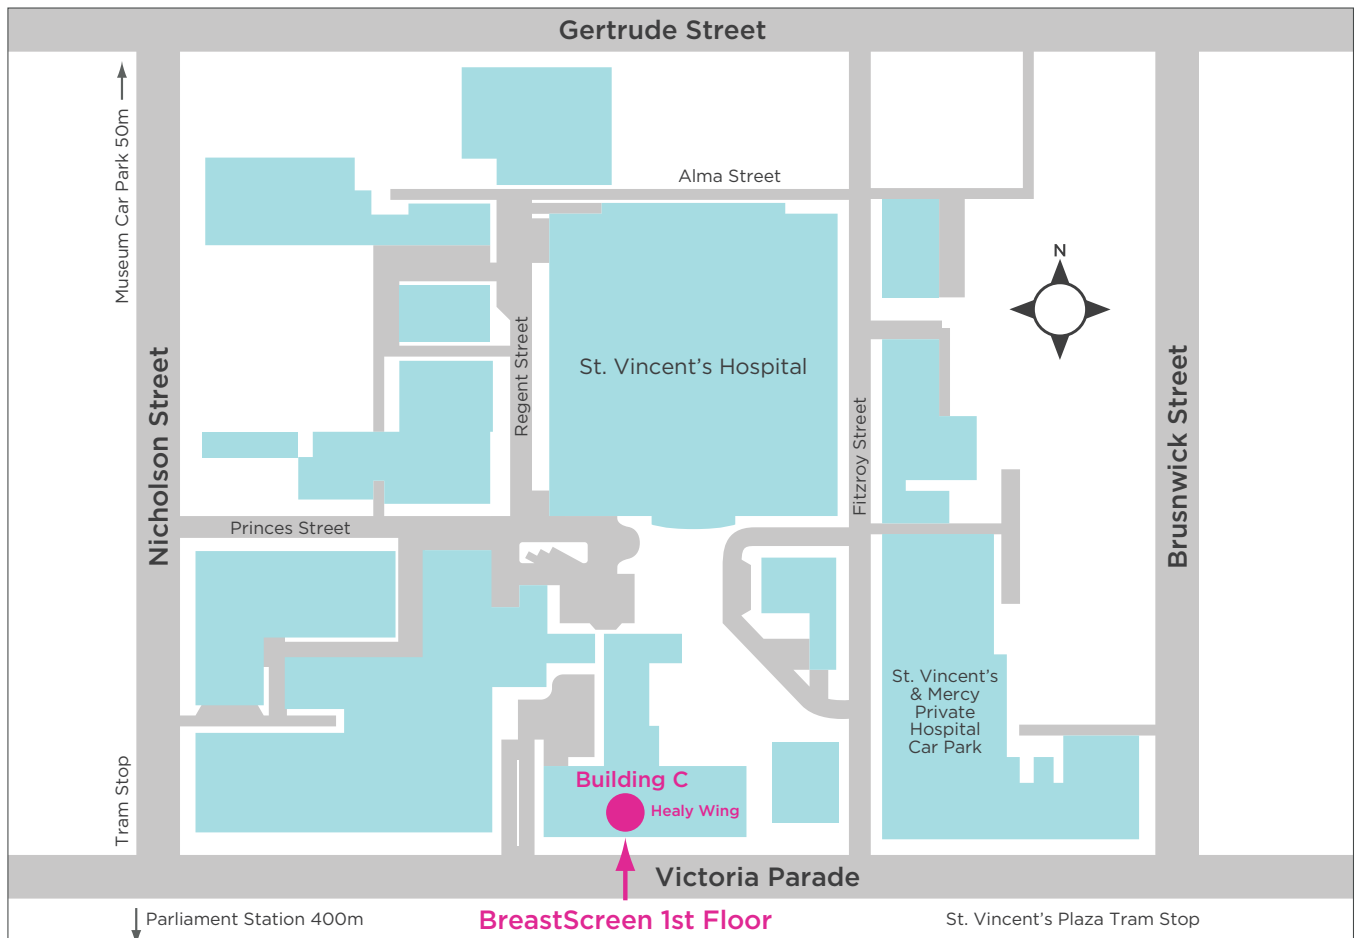 Gertrude Street
Museum Car Park 50m
Alma Street
N
Nicholson Street
Regent Street
St. Vincent's Hospital
Fitzroy Street
Brusnwick Street
Princes Street
St. Vincent's
& Mercy
Private
Hospital
Car Park
Tram Stop
Building C
Healy Wing
Victoria Parade
Parliament Station 400m
BreastScreen 1st Floor
St. Vincent's Plaza Tram Stop